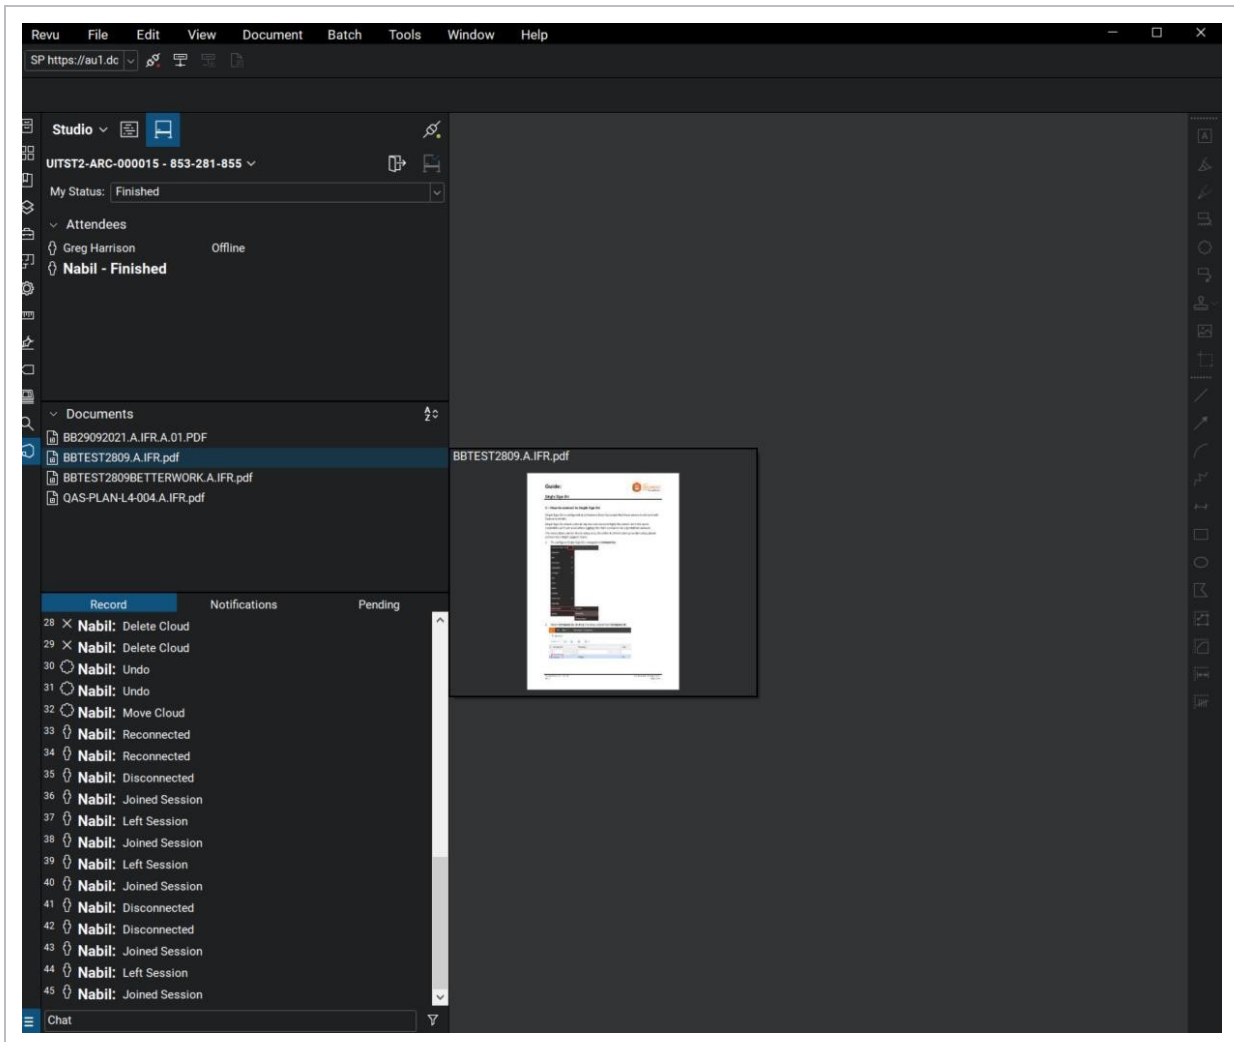 Revu File Edit View Document Batch Tools Window Help
SP https://au1.dc
Studio
UITST2-ARC-000015 - 853-281-855
My Status: Finished
Attendees
Greg Harrison Offline
Nabil - Finished
Documents
BB29092021.A.IFR.A.01.PDF
BBTEST2809.A.IFR.pdf
BBTEST2809BETTERWORK.A.IFR.pdf
QAS-PLAN-L4-004.A.IFR.pdf
BBTEST2809.A.IFR.pdf
Guide:
Single Sign On
Record Notifications Pending
28 Nabil: Delete Cloud
29 Nabil: Delete Cloud
30 Nabil: Undo
31 Nabil: Undo
32 Nabil: Move Cloud
33 Nabil: Reconnected
34 Nabil: Reconnected
35 Nabil: Disconnected
36 Nabil: Joined Session
37 Nabil: Left Session
38 Nabil: Joined Session
39 Nabil: Left Session
40 Nabil: Joined Session
41 Nabil: Disconnected
42 Nabil: Disconnected
43 Nabil: Joined Session
44 Nabil: Left Session
45 Nabil: Joined Session
Chat